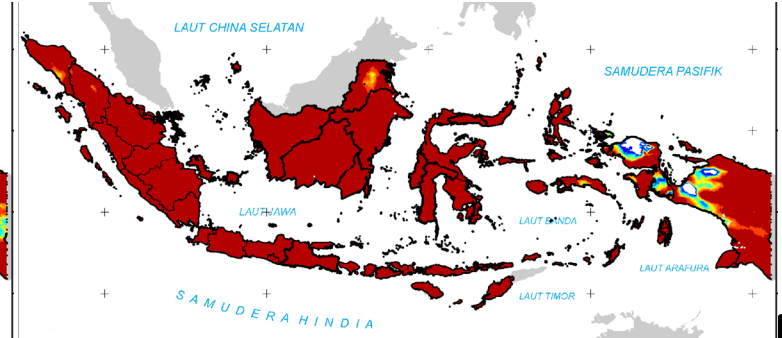 LAUT CHINA SELATAN
SAMUDERA PASIFIK
LAUT JAWA
LAUT BANDA
LAUT ARAFURA
LAUT TIMOR
SAMUDERA HINDIA